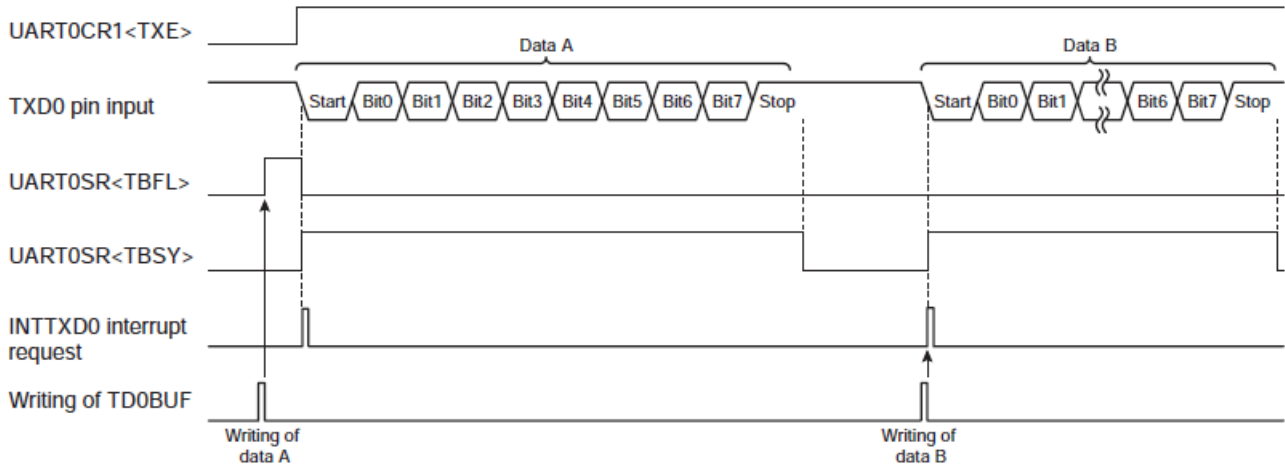 UART0CR1<TXE>
Data A
Data B
TXD0 pin input
Start Bit0 Bit1 Bit2 Bit3 Bit4 Bit5 Bit6 Bit7 Stop
Start Bit0 Bit1 Bit6 Bit7 Stop
UART0SR<TBFL>
UART0SR<TBSY>
INTTXD0 interrupt
request
Writing of TD0BUF
Writing of
data A
Writing of
data B